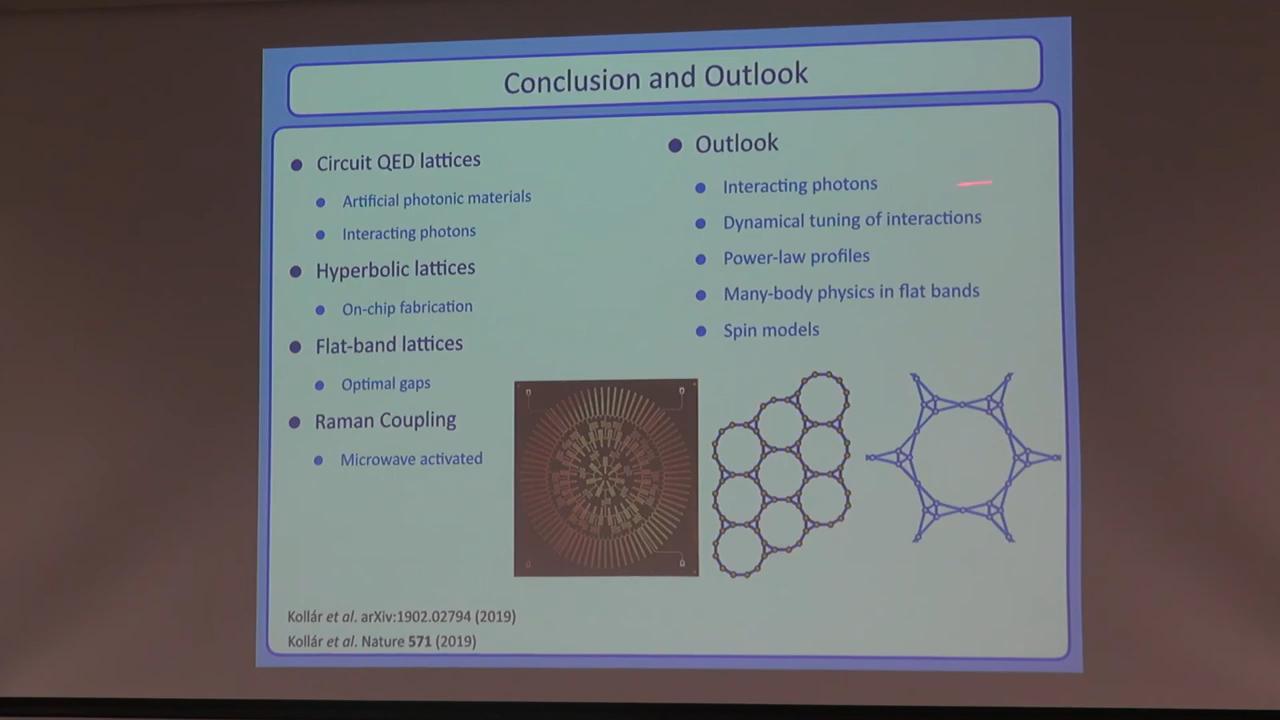 Conclusion and Outlook
Circuit QED lattices
Artificial photonic materials
Interacting photons
Hyperbolic lattices
On-chip fabrication
Flat-band lattices
Optimal gaps
Raman Coupling
Microwave activated
Outlook
Interacting photons
Dynamical tuning of interactions
Power-law profiles
Many-body physics in flat bands
Spin models
Kollár et al. arXiv:1902.02794 (2019)
Kollár et al. Nature 571 (2019)